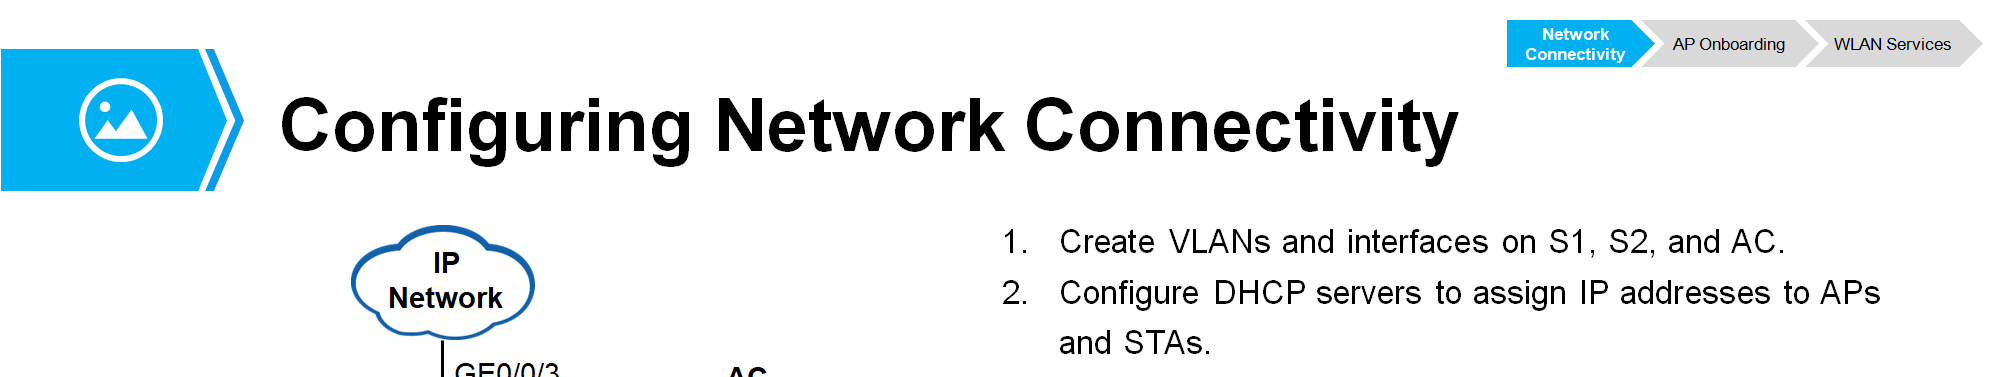 Network
Connectivity
AP Onboarding
WLAN Services
Configuring Network Connectivity
IP
Network
GE0/0/3
AC
1. Create VLANs and interfaces on S1, S2, and AC.
2. Configure DHCP servers to assign IP addresses to APs
and STAs.